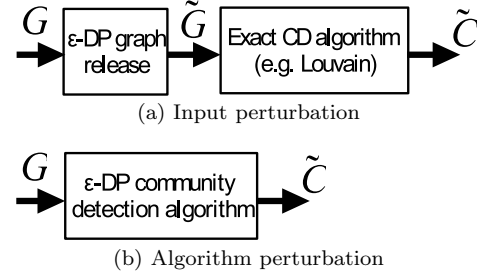 G
ε-DP graph
release
G̃
Exact CD algorithm
(e.g. Louvain)
C̃
(a) Input perturbation
G
ε-DP community
detection algorithm
C̃
(b) Algorithm perturbation